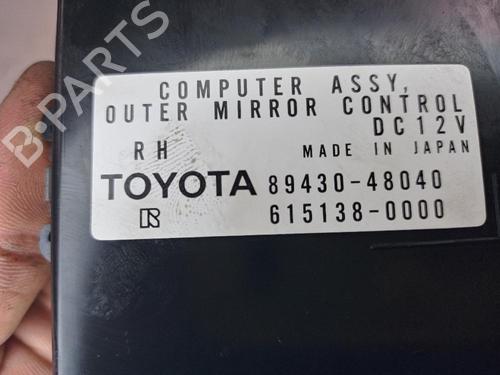 COMPUTER ASSY,
OUTER MIRROR CONTROL
DC12V
RH MADE IN JAPAN
TOYOTA 89430-48040
R 615138-0000
B-PARTS